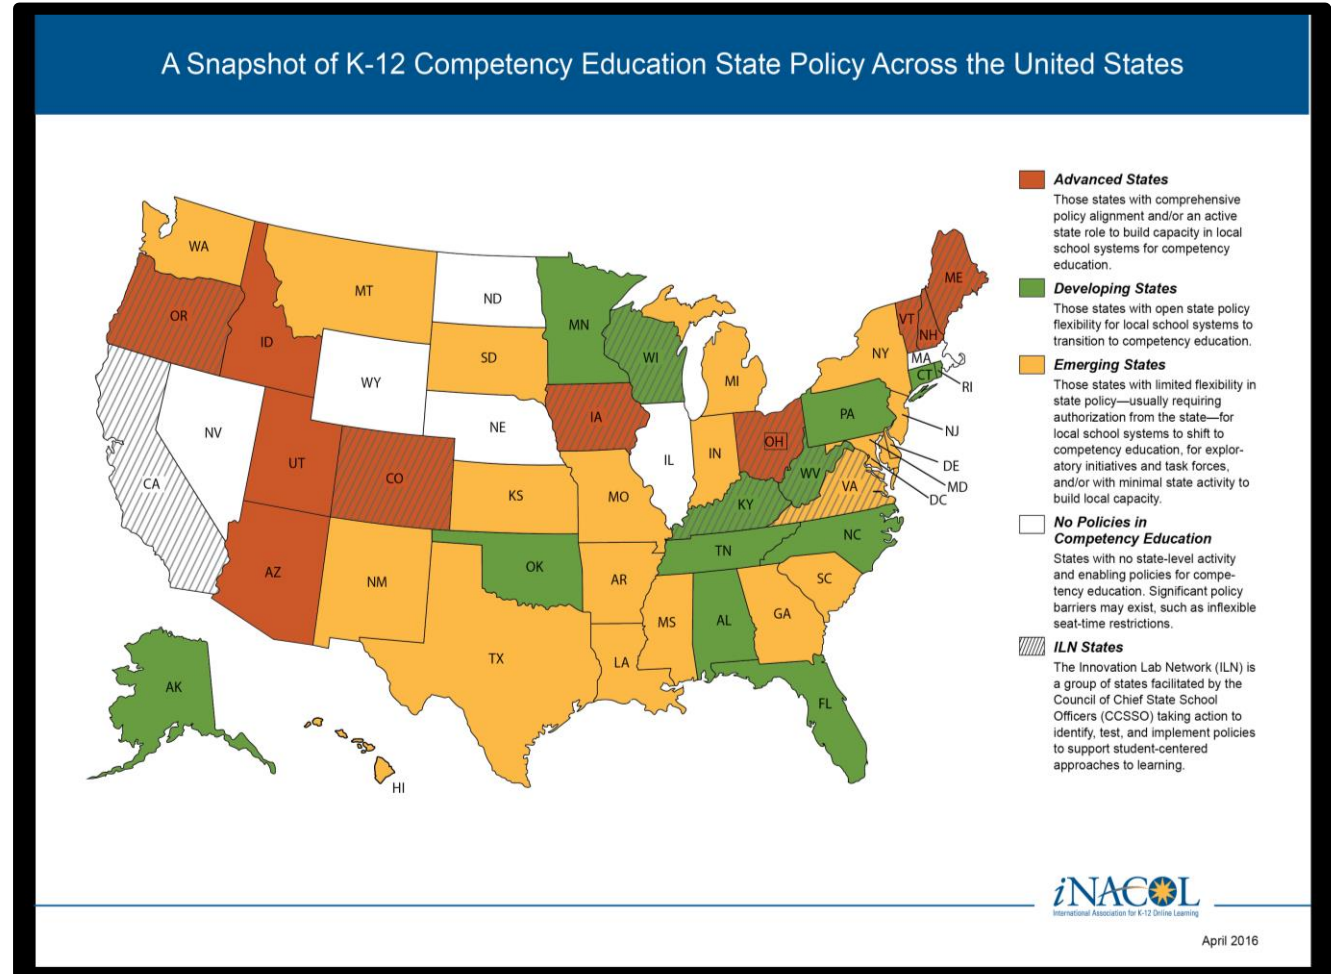 A Snapshot of K-12 Competency Education State Policy Across the United States
WA
OR
ID
MT
ND
MN
SD
WY
NE
WI
IA
MI
NY
VT
NH
ME
MA
CT
RI
PA
NJ
DE
MD
DC
OH
IN
IL
WV
VA
KY
NC
TN
SC
GA
AL
MS
FL
LA
AR
MO
KS
OK
TX
NM
CO
UT
AZ
NV
CA
AK
HI
Advanced States
Those states with comprehensive
policy alignment and/or an active
state role to build capacity in local
school systems for competency
education.
Developing States
Those states with open state policy
flexibility for local school systems to
transition to competency education.
Emerging States
Those states with limited flexibility in
state policy—usually requiring
authorization from the state—for
local school systems to shift to
competency education, for explor-
atory initiatives and task forces,
and/or with minimal state activity to
build local capacity.
No Policies in
Competency Education
States with no state-level activity
and enabling policies for compe-
tency education. Significant policy
barriers may exist, such as inflexible
seat-time restrictions.
ILN States
The Innovation Lab Network (ILN) is
a group of states facilitated by the
Council of Chief State School
Officers (CCSSO) taking action to
identify, test, and implement policies
to support student-centered
approaches to learning.
iNACOL
International Association for K-12 Online Learning
April 2016